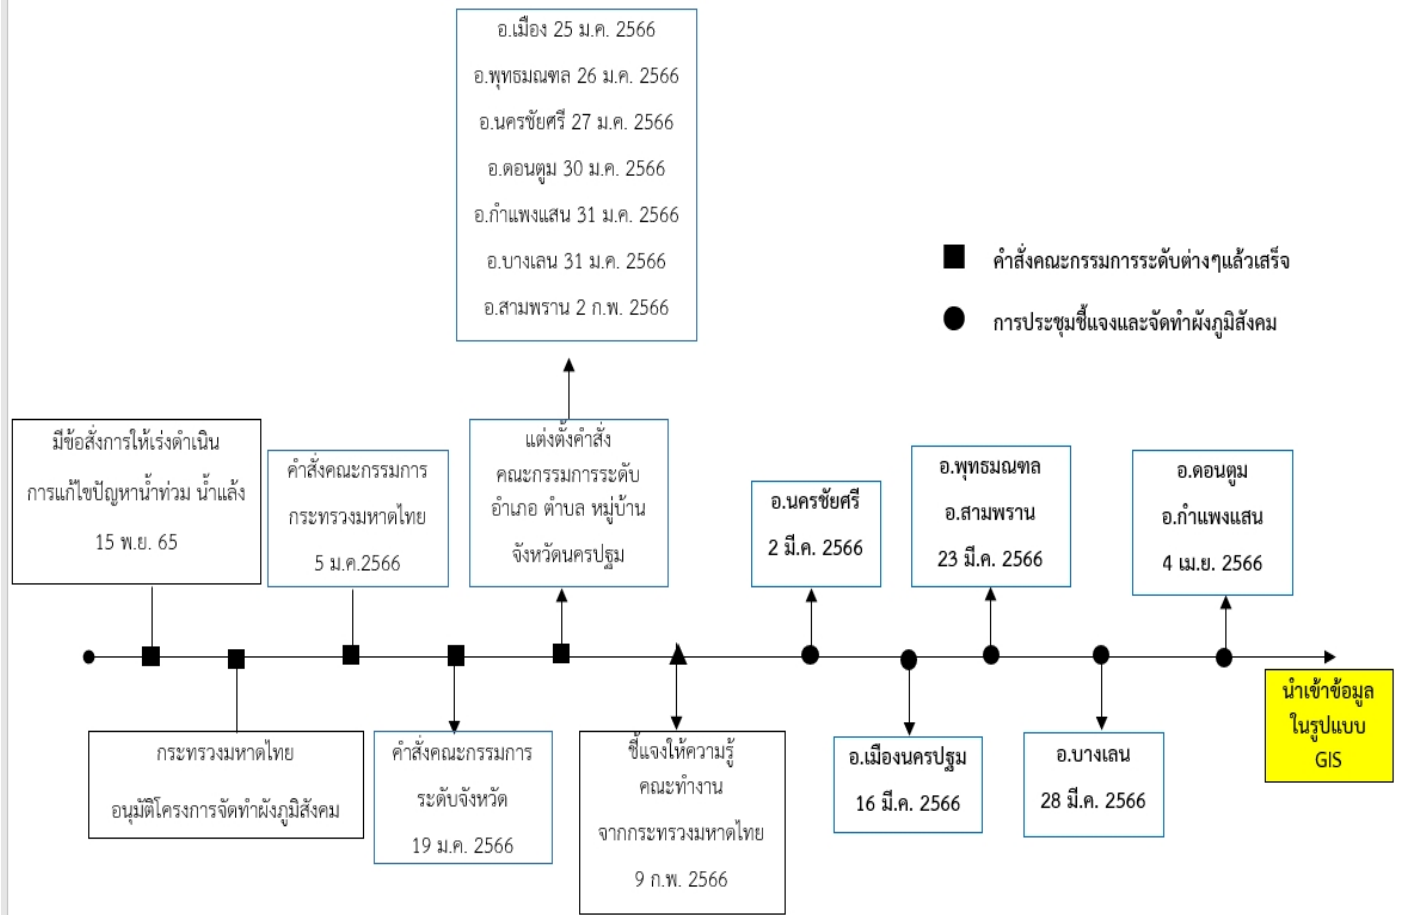 อ.เมือง 25 ม.ค. 2566
อ.พุทธมณฑล 26 ม.ค. 2566
อ.นครชัยศรี 27 ม.ค. 2566
อ.ดอนตูม 30 ม.ค. 2566
อ.กำแพงแสน 31 ม.ค. 2566
อ.บางเลน 31 ม.ค. 2566
อ.สามพราน 2 ก.พ. 2566
คำสั่งคณะกรรมการระดับต่างๆแล้วเสร็จ
การประชุมชี้แจงและจัดทำผังภูมิสังคม
มีข้อสั่งการให้เร่งดำเนิน
การแก้ไขปัญหาน้ำท่วม น้ำแล้ง
15 พ.ย. 65
คำสั่งคณะกรรมการ
กระทรวงมหาดไทย
5 ม.ค.2566
แต่งตั้งคำสั่ง
คณะกรรมการระดับ
อำเภอ ตำบล หมู่บ้าน
จังหวัดนครปฐม
อ.นครชัยศรี
2 มี.ค. 2566
อ.พุทธมณฑล
อ.สามพราน
23 มี.ค. 2566
อ.ดอนตูม
อ.กำแพงแสน
4 เม.ย. 2566
กระทรวงมหาดไทย
อนุมัติโครงการจัดทำผังภูมิสังคม
คำสั่งคณะกรรมการ
ระดับจังหวัด
19 ม.ค. 2566
ชี้แจงให้ความรู้
คณะทำงาน
จากกระทรวงมหาดไทย
9 ก.พ. 2566
อ.เมืองนครปฐม
16 มี.ค. 2566
อ.บางเลน
28 มี.ค. 2566
นำเข้าข้อมูล
ในรูปแบบ
GIS